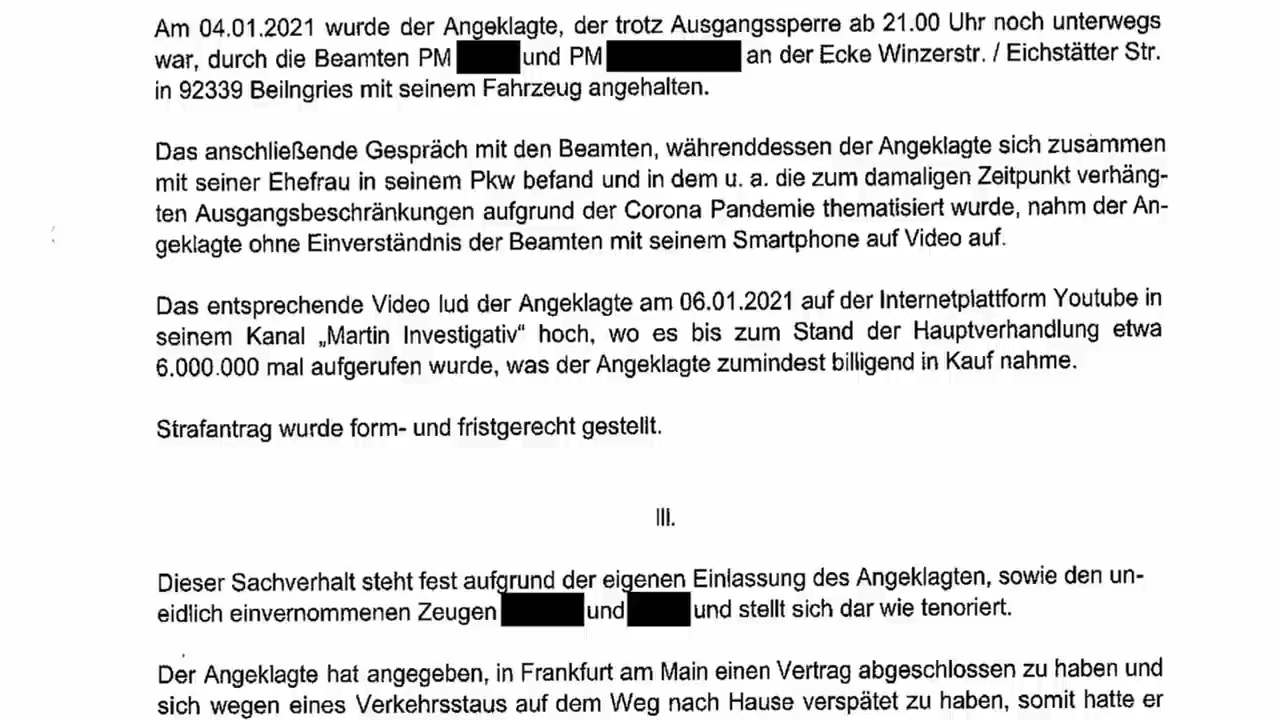 Am 04.01.2021 wurde der Angeklagte, der trotz Ausgangssperre ab 21.00 Uhr noch unterwegs
war, durch die Beamten PM und PM an der Ecke Winzerstr. / Eichstätter Str.
in 92339 Beilngries mit seinem Fahrzeug angehalten.
Das anschließende Gespräch mit den Beamten, währenddessen der Angeklagte sich zusammen
mit seiner Ehefrau in seinem Pkw befand und in dem u. a. die zum damaligen Zeitpunkt verhäng-
ten Ausgangsbeschränkungen aufgrund der Corona Pandemie thematisiert wurde, nahm der An-
geklagte ohne Einverständnis der Beamten mit seinem Smartphone auf Video auf.
Das entsprechende Video lud der Angeklagte am 06.01.2021 auf der Internetplattform Youtube in
seinem Kanal „Martin Investigativ“ hoch, wo es bis zum Stand der Hauptverhandlung etwa
6.000.000 mal aufgerufen wurde, was der Angeklagte zumindest billigend in Kauf nahme.
Strafantrag wurde form- und fristgerecht gestellt.
III.
Dieser Sachverhalt steht fest aufgrund der eigenen Einlassung des Angeklagten, sowie den un-
eidlich einvernommenen Zeugen und und stellt sich dar wie tenoriert.
Der Angeklagte hat angegeben, in Frankfurt am Main einen Vertrag abgeschlossen zu haben und
sich wegen eines Verkehrsstaus auf dem Weg nach Hause verspätet zu haben, somit hatte er